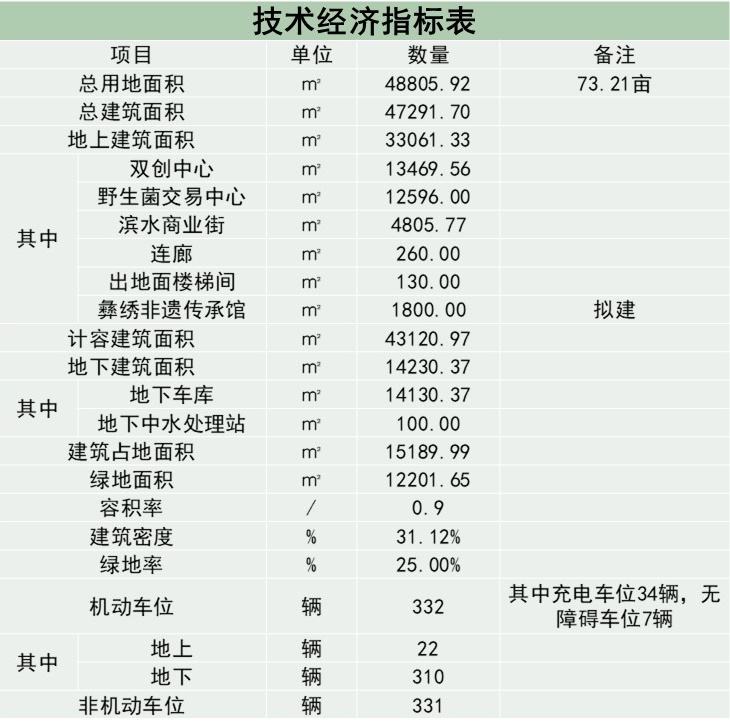 技术经济指标表
项目 单位 数量 备注
总用地面积 ㎡ 48805.92 73.21亩
总建筑面积 ㎡ 47291.70
地上建筑面积 ㎡ 33061.33
其中 双创中心 ㎡ 13469.56
野生菌交易中心 ㎡ 12596.00
滨水商业街 ㎡ 4805.77
连廊 ㎡ 260.00
出地面楼梯间 ㎡ 130.00
彝绣非遗传承馆 ㎡ 1800.00 拟建
计容建筑面积 ㎡ 43120.97
地下建筑面积 ㎡ 14230.37
其中 地下车库 ㎡ 14130.37
地下中水处理站 ㎡ 100.00
建筑占地面积 ㎡ 15189.99
绿地面积 ㎡ 12201.65
容积率 / 0.9
建筑密度 % 31.12%
绿地率 % 25.00%
机动车位 辆 332 其中充电车位34辆，无
障碍车位7辆
其中 地上 辆 22
地下 辆 310
非机动车位 辆 331